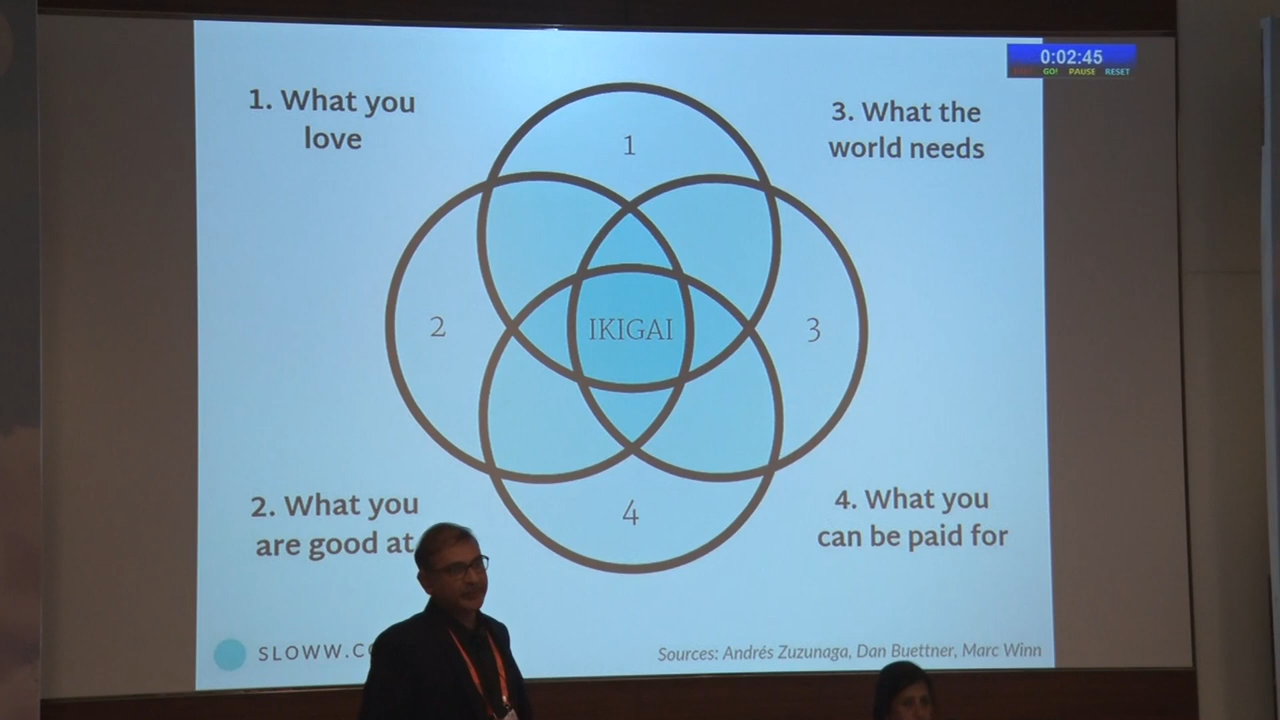 0:02:45
GO! PAUSE RESET
1. What you
love
3. What the
world needs
1
2
IKIGAI
3
4
2. What you
are good at
4. What you
can be paid for
SLOWW.C
Sources: Andrés Zuzunaga, Dan Buettner, Marc Winn